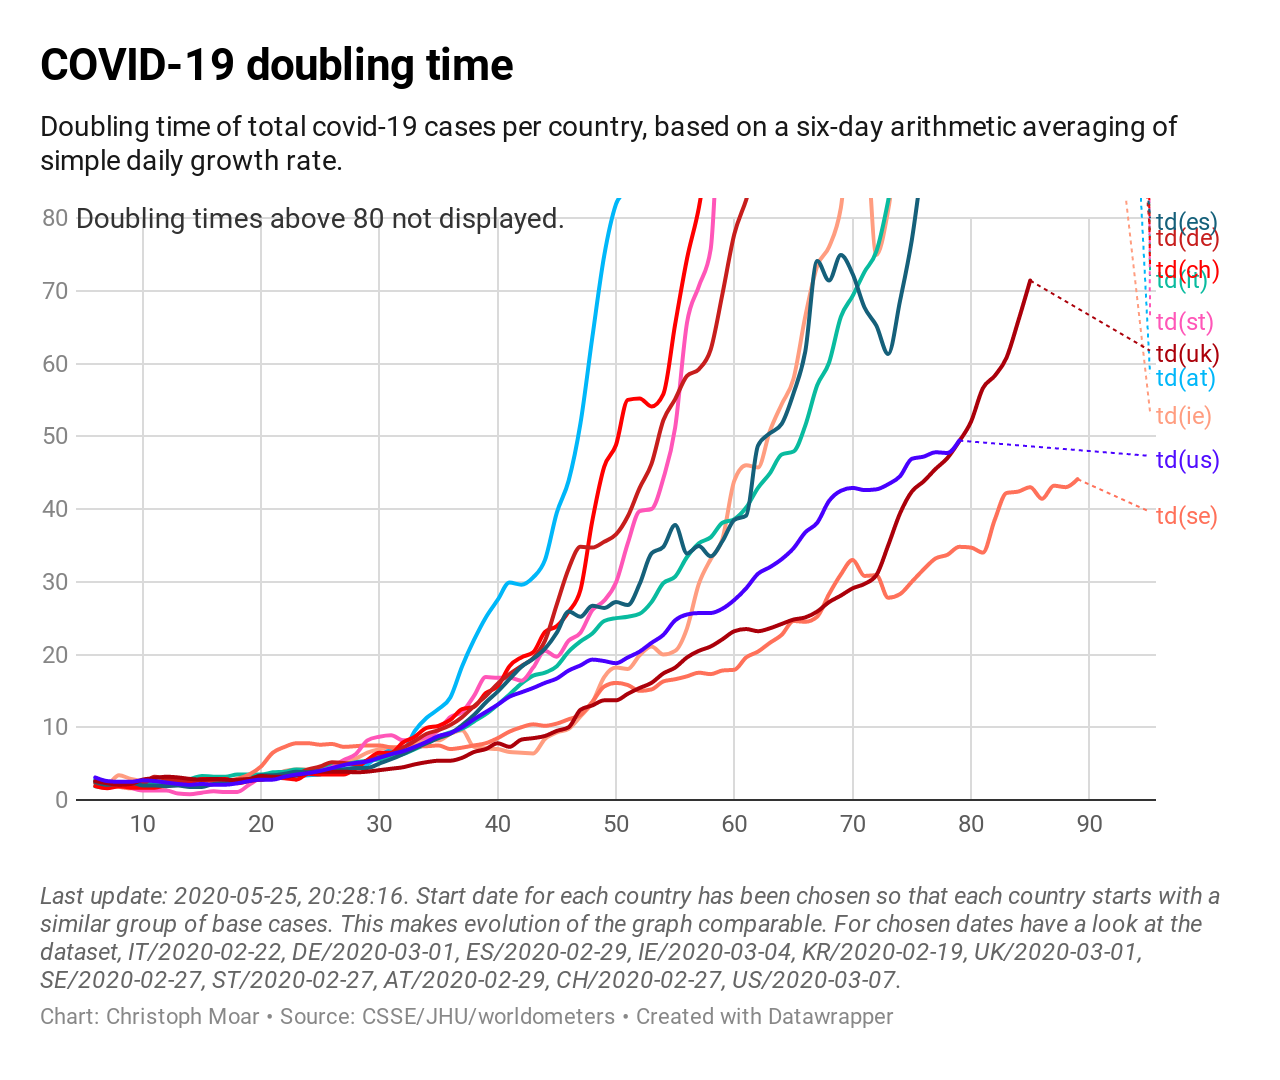 COVID-19 doubling time
Doubling time of total covid-19 cases per country, based on a six-day arithmetic averaging of
simple daily growth rate.
Doubling times above 80 not displayed.
80
70
60
50
40
30
20
10
0
10 20 30 40 50 60 70 80 90
td(es)
td(de)
td(ch)
td(it)
td(st)
td(uk)
td(at)
td(ie)
td(us)
td(se)
Last update: 2020-05-25, 20:28:16. Start date for each country has been chosen so that each country starts with a
similar group of base cases. This makes evolution of the graph comparable. For chosen dates have a look at the
dataset, IT/2020-02-22, DE/2020-03-01, ES/2020-02-29, IE/2020-03-04, KR/2020-02-19, UK/2020-03-01,
SE/2020-02-27, ST/2020-02-27, AT/2020-02-29, CH/2020-02-27, US/2020-03-07.
Chart: Christoph Moar • Source: CSSE/JHU/worldometers • Created with Datawrapper